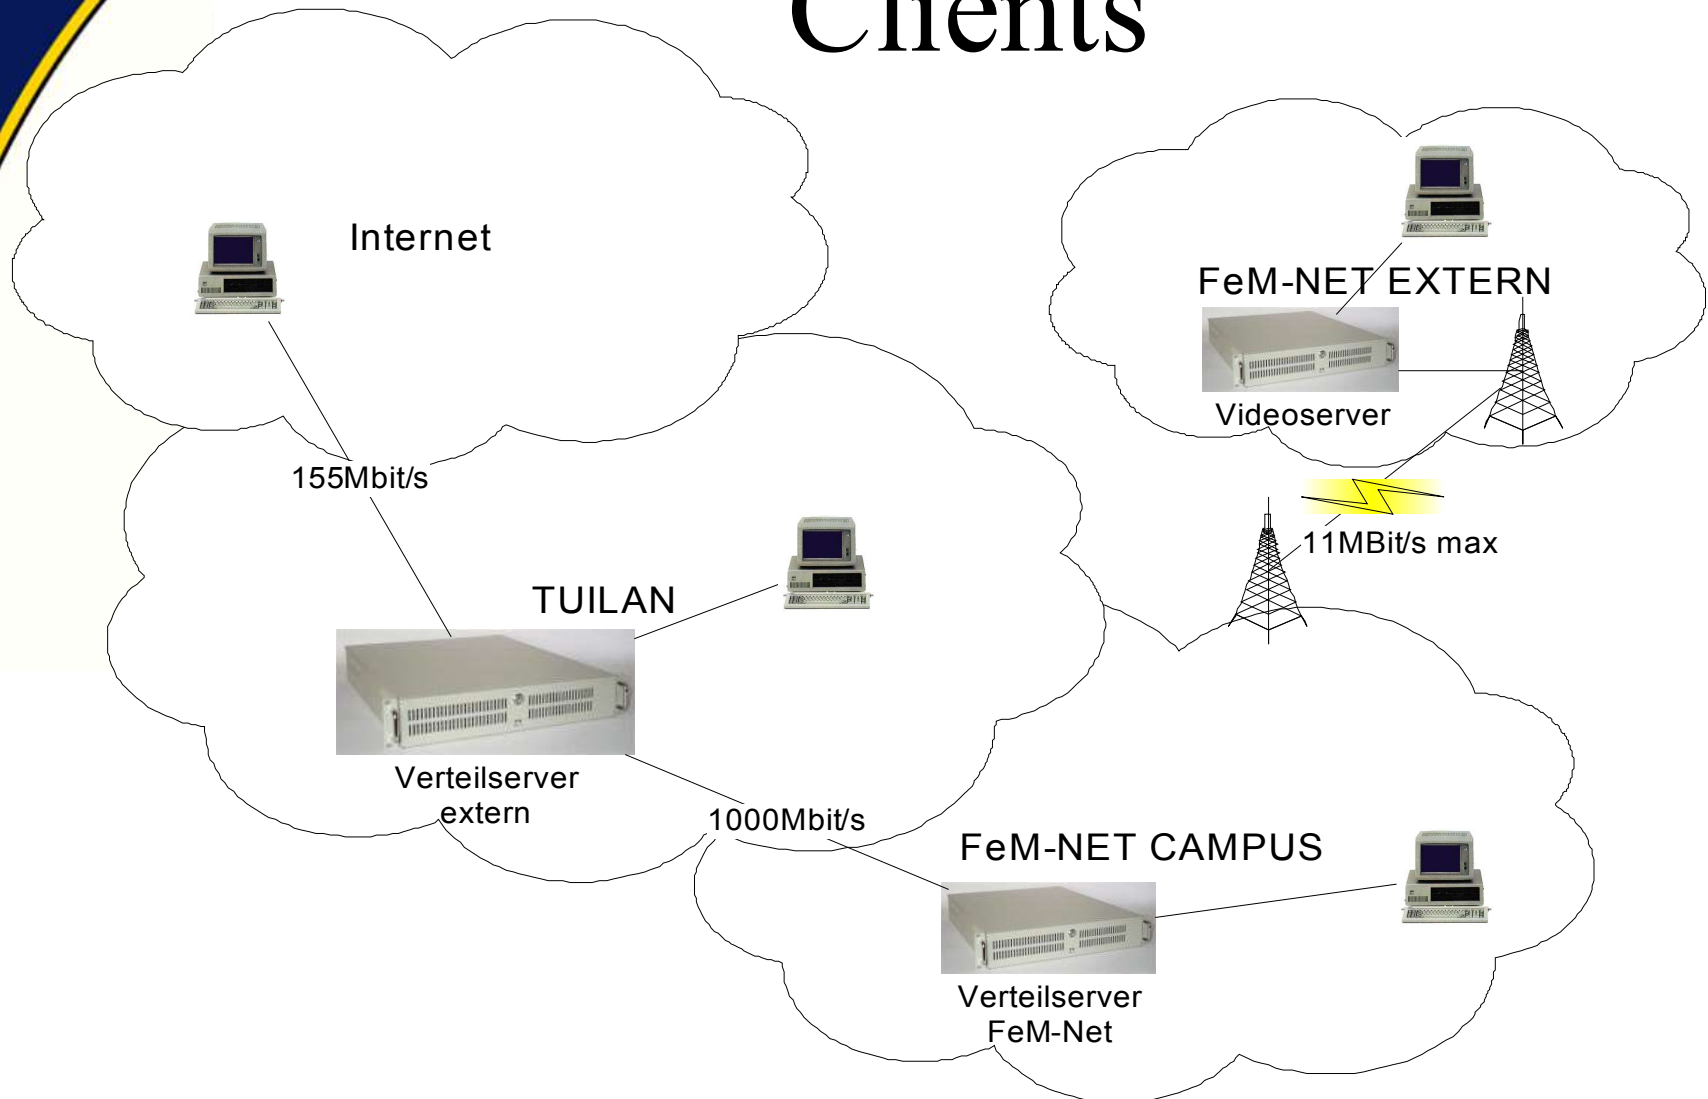 Clients
Internet
FeM-NET EXTERN
Videoserver
155Mbit/s
11MBit/s max
TUILAN
Verteilserver
extern
1000Mbit/s
FeM-NET CAMPUS
Verteilserver
FeM-Net